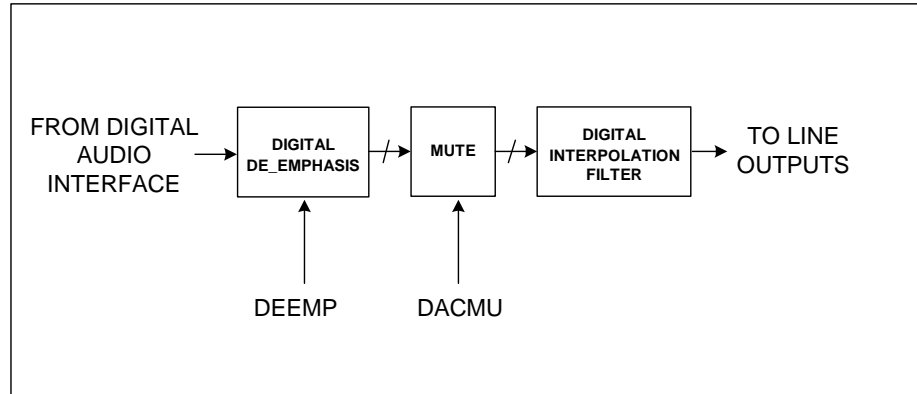 FROM DIGITAL
AUDIO
INTERFACE
DIGITAL
DE_EMPHASIS
MUTE
DIGITAL
INTERPOLATION
FILTER
TO LINE
OUTPUTS
DEEMP
DACMU